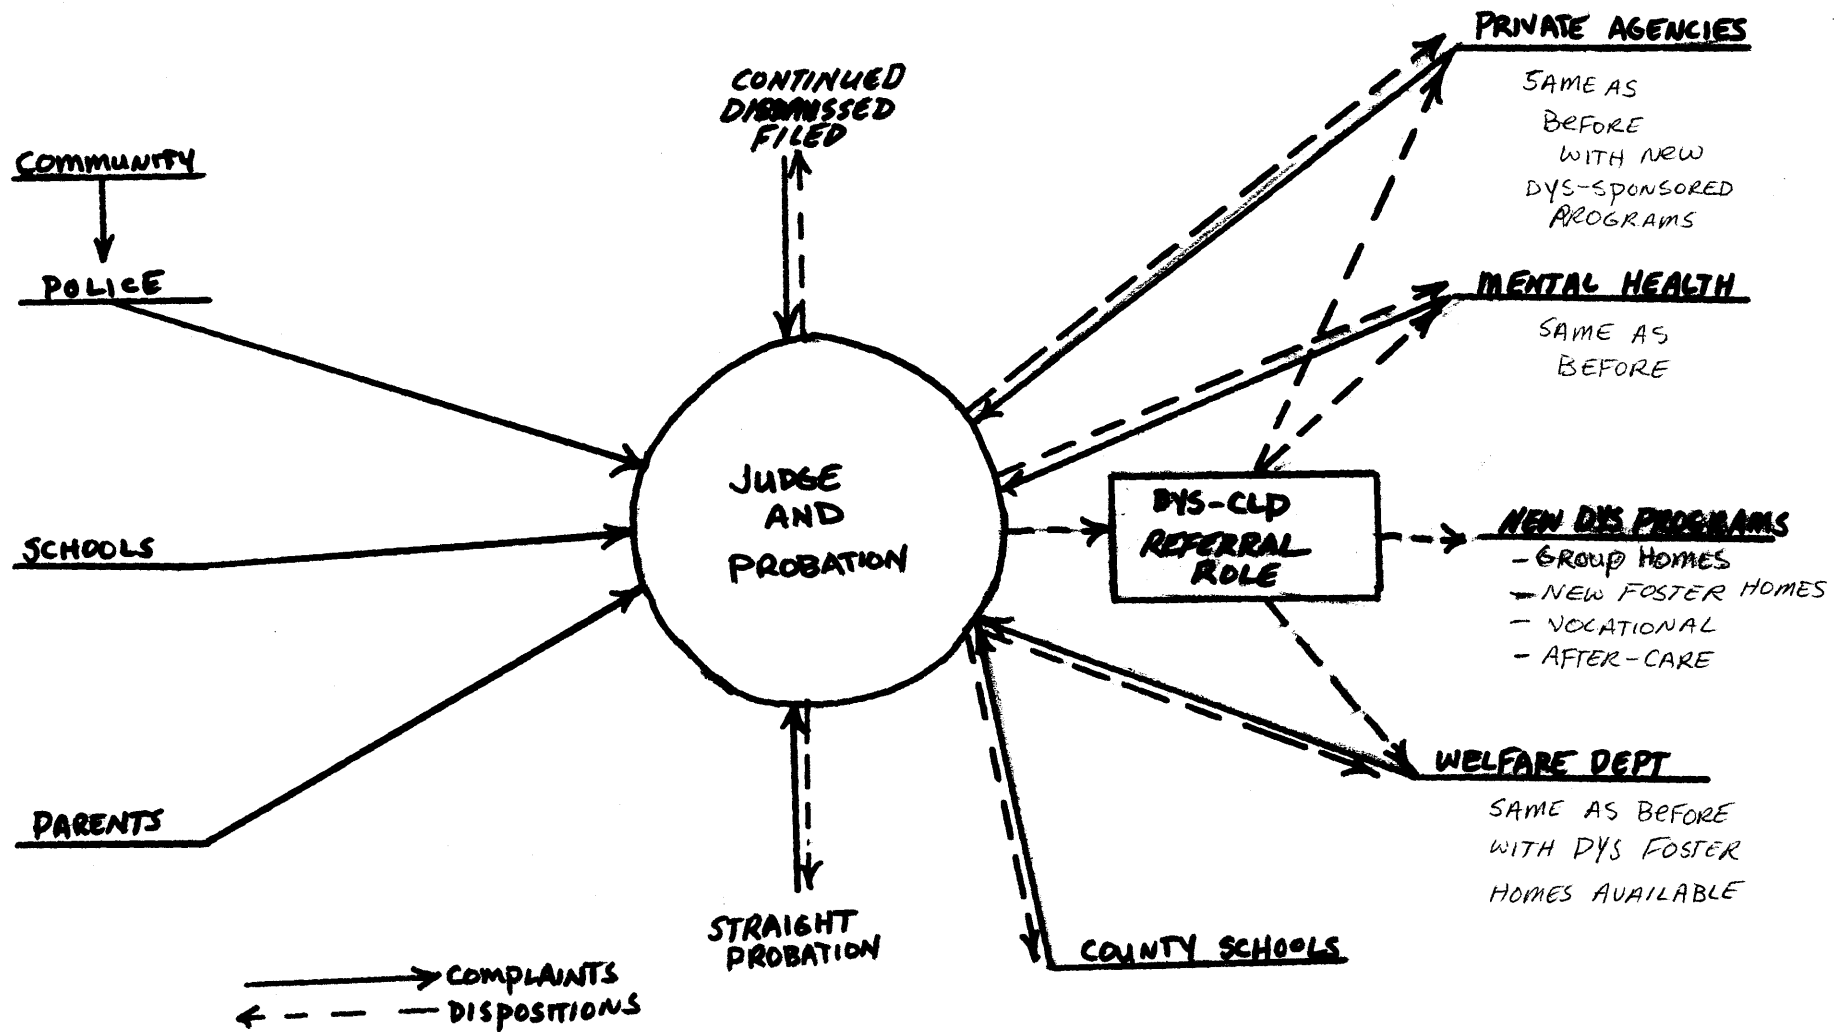 COMMUNITY
POLICE
SCHOOLS
PARENTS
CONTINUED
DISMISSED
FILED
JUDGE
AND
PROBATION
STRAIGHT
PROBATION
DYS-CLD
REFERRAL
ROLE
PRIVATE AGENCIES
SAME AS
BEFORE
WITH NEW
DYS-SPONSORED
PROGRAMS
MENTAL HEALTH
SAME AS
BEFORE
NEW DYS PROGRAMS
- GROUP HOMES
- NEW FOSTER HOMES
- VOCATIONAL
- AFTER-CARE
WELFARE DEPT
SAME AS BEFORE
WITH DYS FOSTER
HOMES AVAILABLE
COUNTY SCHOOLS
COMPLAINTS
DISPOSITIONS